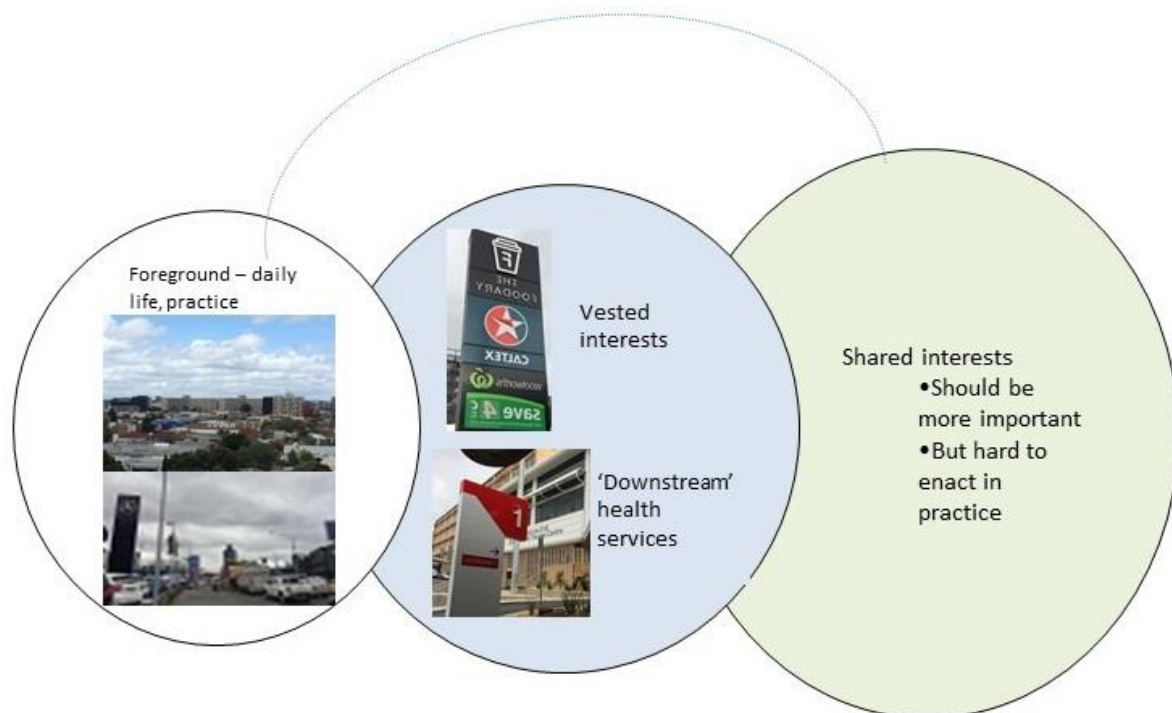 Foreground – daily
life, practice
F
THE
FOODARY
CALTEX
woolworths
save 4c
Vested
interests
1
'Downstream'
health
services
Shared interests
•Should be
more important
•But hard to
enact in
practice